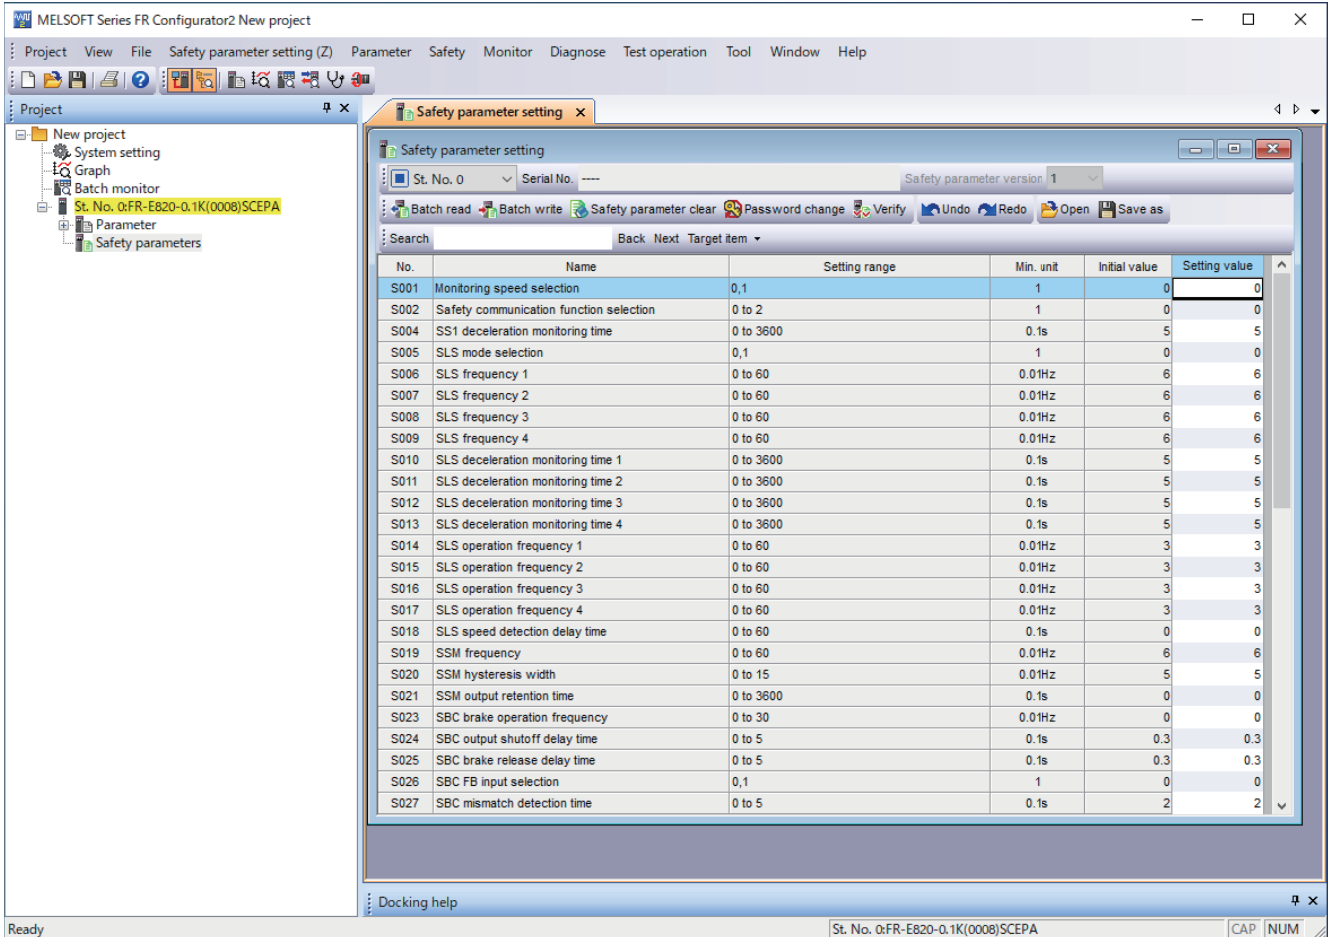 MELSOFT Series FR Configurator2 New project
Project View File Safety parameter setting (Z) Parameter Safety Monitor Diagnose Test operation Tool Window Help
Project
New project
System setting
Graph
Batch monitor
St. No. 0:FR-E820-0.1K(0008)SCEPA
Parameter
Safety parameters
Safety parameter setting
Safety parameter setting
St. No. 0 Serial No. ---- Safety parameter version 1
Batch read Batch write Safety parameter clear Password change Verify Undo Redo Open Save as
Search Back Next Target item
No. Name Setting range Min. unit Initial value Setting value
S001 Monitoring speed selection 0,1 1 0 0
S002 Safety communication function selection 0 to 2 1 0 0
S004 SS1 deceleration monitoring time 0 to 3600 0.1s 5 5
S005 SLS mode selection 0,1 1 0 0
S006 SLS frequency 1 0 to 60 0.01Hz 6 6
S007 SLS frequency 2 0 to 60 0.01Hz 6 6
S008 SLS frequency 3 0 to 60 0.01Hz 6 6
S009 SLS frequency 4 0 to 60 0.01Hz 6 6
S010 SLS deceleration monitoring time 1 0 to 3600 0.1s 5 5
S011 SLS deceleration monitoring time 2 0 to 3600 0.1s 5 5
S012 SLS deceleration monitoring time 3 0 to 3600 0.1s 5 5
S013 SLS deceleration monitoring time 4 0 to 3600 0.1s 5 5
S014 SLS operation frequency 1 0 to 60 0.01Hz 3 3
S015 SLS operation frequency 2 0 to 60 0.01Hz 3 3
S016 SLS operation frequency 3 0 to 60 0.01Hz 3 3
S017 SLS operation frequency 4 0 to 60 0.01Hz 3 3
S018 SLS speed detection delay time 0 to 60 0.1s 0 0
S019 SSM frequency 0 to 60 0.01Hz 6 6
S020 SSM hysteresis width 0 to 15 0.01Hz 5 5
S021 SSM output retention time 0 to 3600 0.1s 0 0
S023 SBC brake operation frequency 0 to 30 0.01Hz 0 0
S024 SBC output shutoff delay time 0 to 5 0.1s 0.3 0.3
S025 SBC brake release delay time 0 to 5 0.1s 0.3 0.3
S026 SBC FB input selection 0,1 1 0 0
S027 SBC mismatch detection time 0 to 5 0.1s 2 2
Docking help
Ready St. No. 0:FR-E820-0.1K(0008)SCEPA CAP NUM